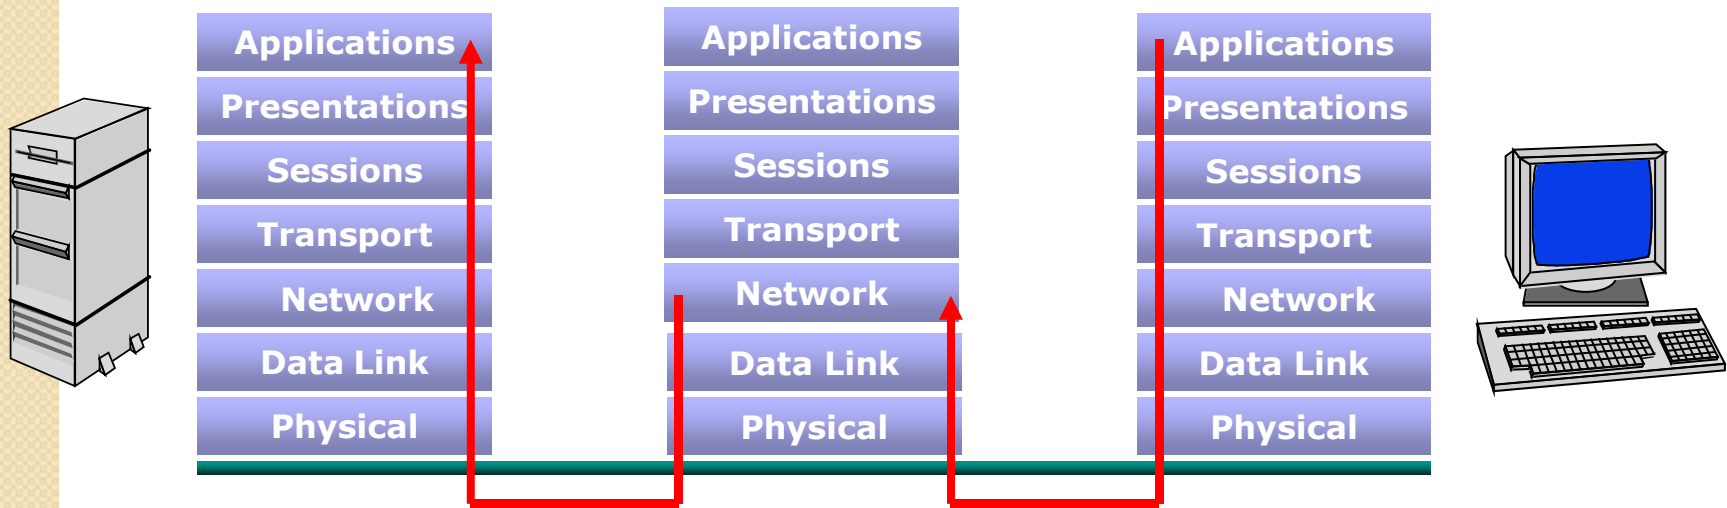 Applications
Presentations
Sessions
Transport
Network
Data Link
Physical
Applications
Presentations
Sessions
Transport
Network
Data Link
Physical
Applications
Presentations
Sessions
Transport
Network
Data Link
Physical